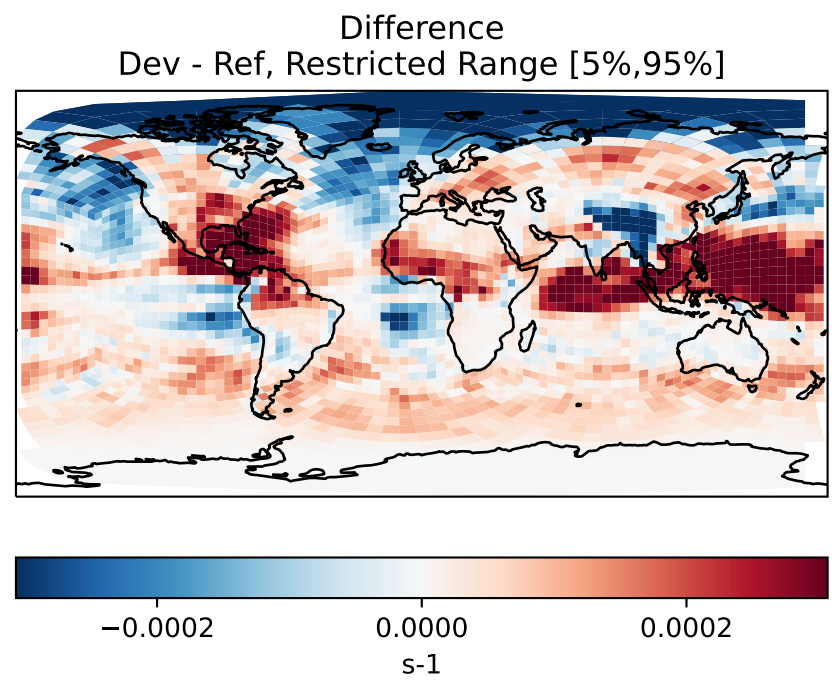 Difference
Dev - Ref, Restricted Range [5%,95%]
−0.0002 0.0000 0.0002
s-1